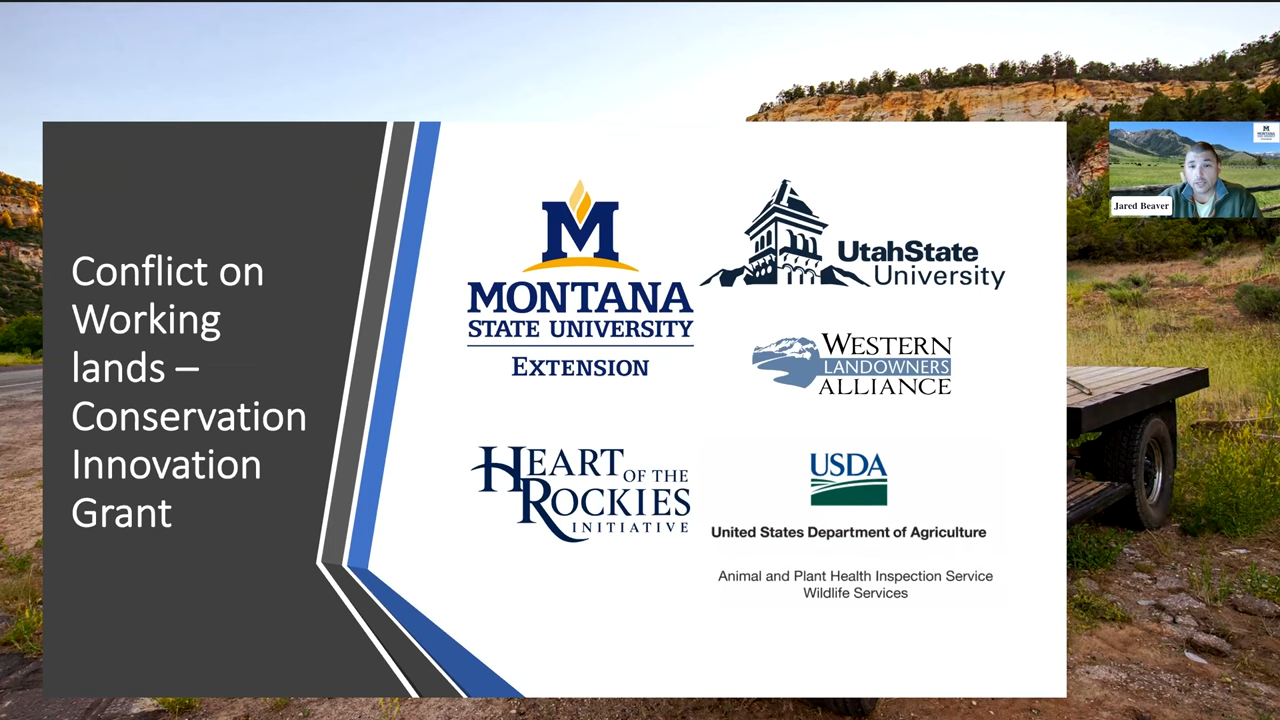 Conflict on
Working
lands –
Conservation
Innovation
Grant
M
MONTANA
STATE UNIVERSITY
EXTENSION
UtahState
University
WESTERN
LANDOWNERS
ALLIANCE
HEART OF THE
ROCKIES
INITIATIVE
USDA
United States Department of Agriculture
Animal and Plant Health Inspection Service
Wildlife Services
M
MONTANA
Jared Beaver